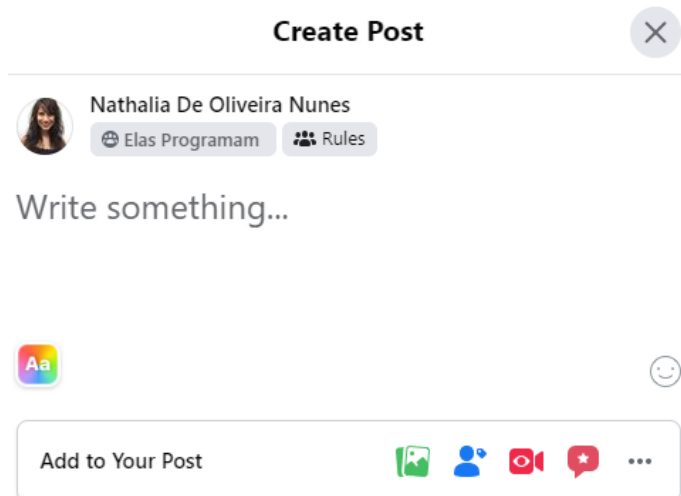 Create Post
Nathalia De Oliveira Nunes
Elas Programam Rules
Write something...
Aa
Add to Your Post